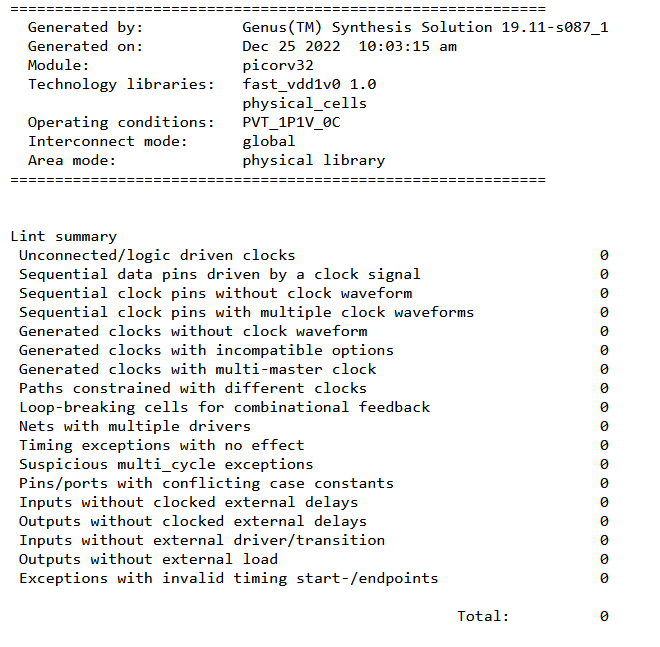 ============================================================
Generated by: Genus(TM) Synthesis Solution 19.11-s087_1
Generated on: Dec 25 2022 10:03:15 am
Module: picorv32
Technology libraries: fast_vdd1v0 1.0
physical_cells
Operating conditions: PVT_1P1V_0C
Interconnect mode: global
Area mode: physical library
============================================================
Lint summary
Unconnected/logic driven clocks 0
Sequential data pins driven by a clock signal 0
Sequential clock pins without clock waveform 0
Sequential clock pins with multiple clock waveforms 0
Generated clocks without clock waveform 0
Generated clocks with incompatible options 0
Generated clocks with multi-master clock 0
Paths constrained with different clocks 0
Loop-breaking cells for combinational feedback 0
Nets with multiple drivers 0
Timing exceptions with no effect 0
Suspicious multi_cycle exceptions 0
Pins/ports with conflicting case constants 0
Inputs without clocked external delays 0
Outputs without clocked external delays 0
Inputs without external driver/transition 0
Outputs without external load 0
Exceptions with invalid timing start-/endpoints 0
Total: 0